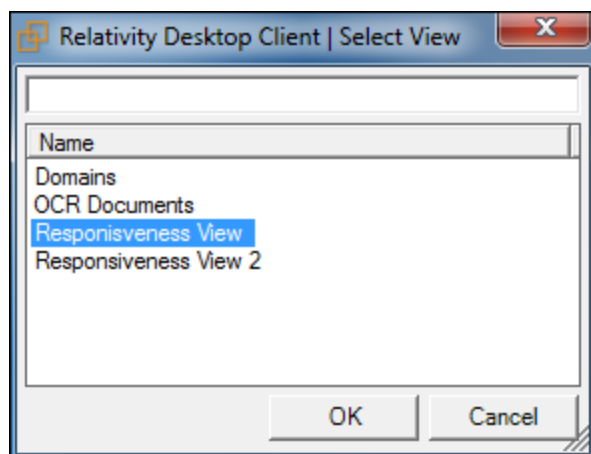 Relativity Desktop Client | Select View
Name
Domains
OCR Documents
Responisveness View
Responsiveness View 2
OK Cancel